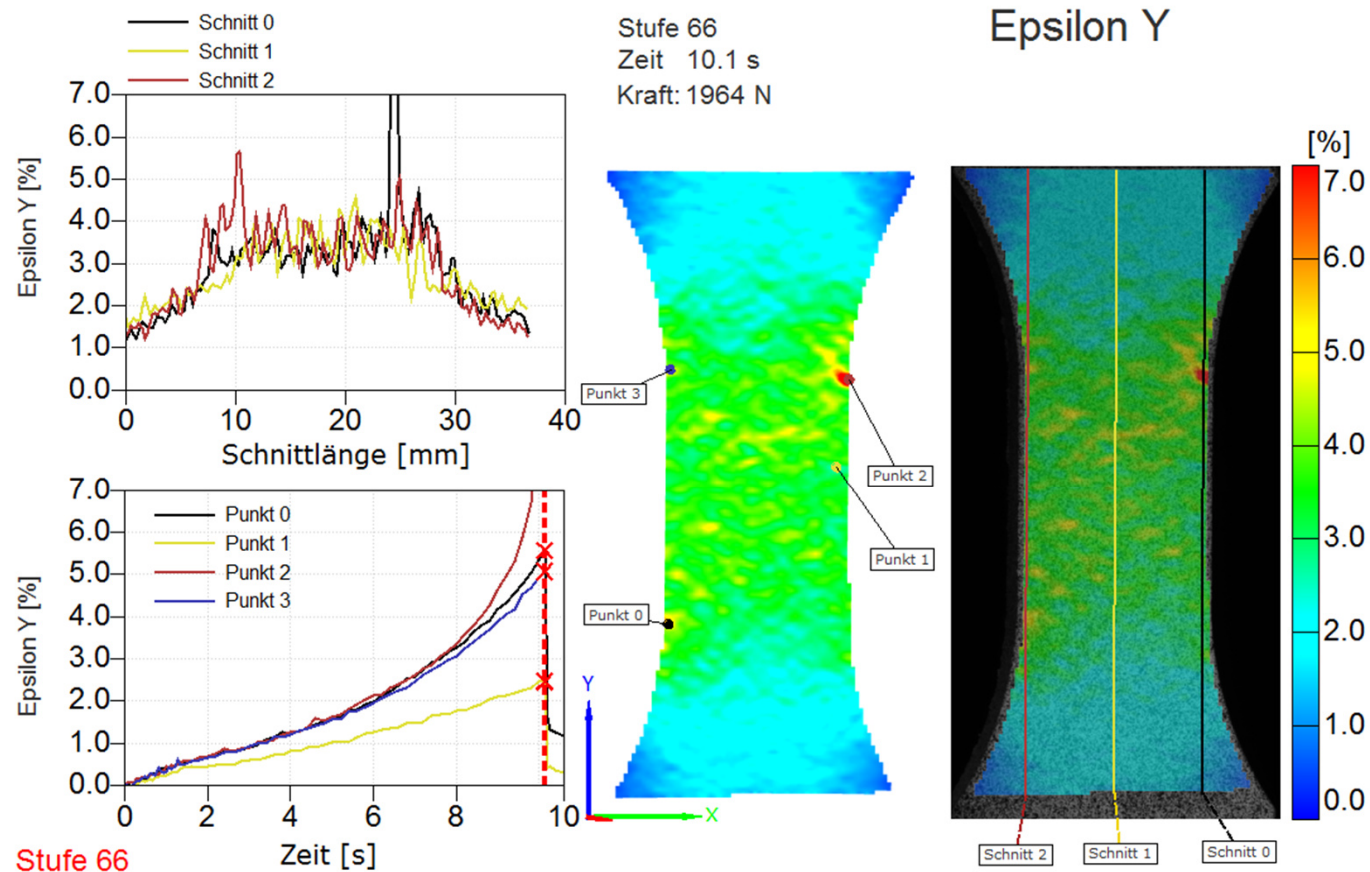 Schnitt 0
Schnitt 1
Schnitt 2
7.0
6.0
5.0
4.0
3.0
2.0
1.0
0.0
Epsilon Y [%]
0 10 20 30 40
Schnittlänge [mm]
7.0
6.0
5.0
4.0
3.0
2.0
1.0
0.0
Epsilon Y [%]
Punkt 0
Punkt 1
Punkt 2
Punkt 3
0 2 4 6 8 10
Zeit [s]
Stufe 66
Stufe 66
Zeit 10.1 s
Kraft: 1964 N
Punkt 3
Punkt 2
Punkt 1
Punkt 0
Y
X
Epsilon Y
Schnitt 2
Schnitt 1
Schnitt 0
[%]
7.0
6.0
5.0
4.0
3.0
2.0
1.0
0.0